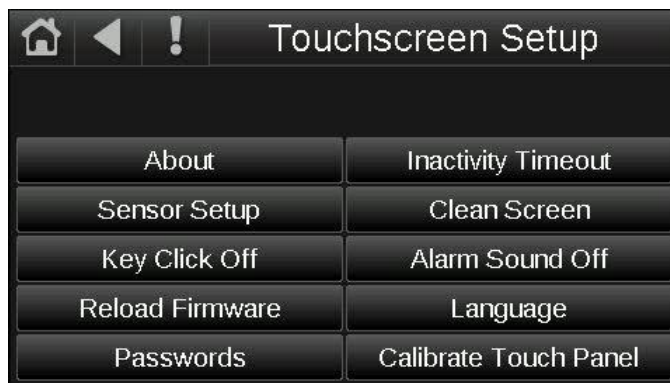 Touchscreen Setup
About
Inactivity Timeout
Sensor Setup
Clean Screen
Key Click Off
Alarm Sound Off
Reload Firmware
Language
Passwords
Calibrate Touch Panel